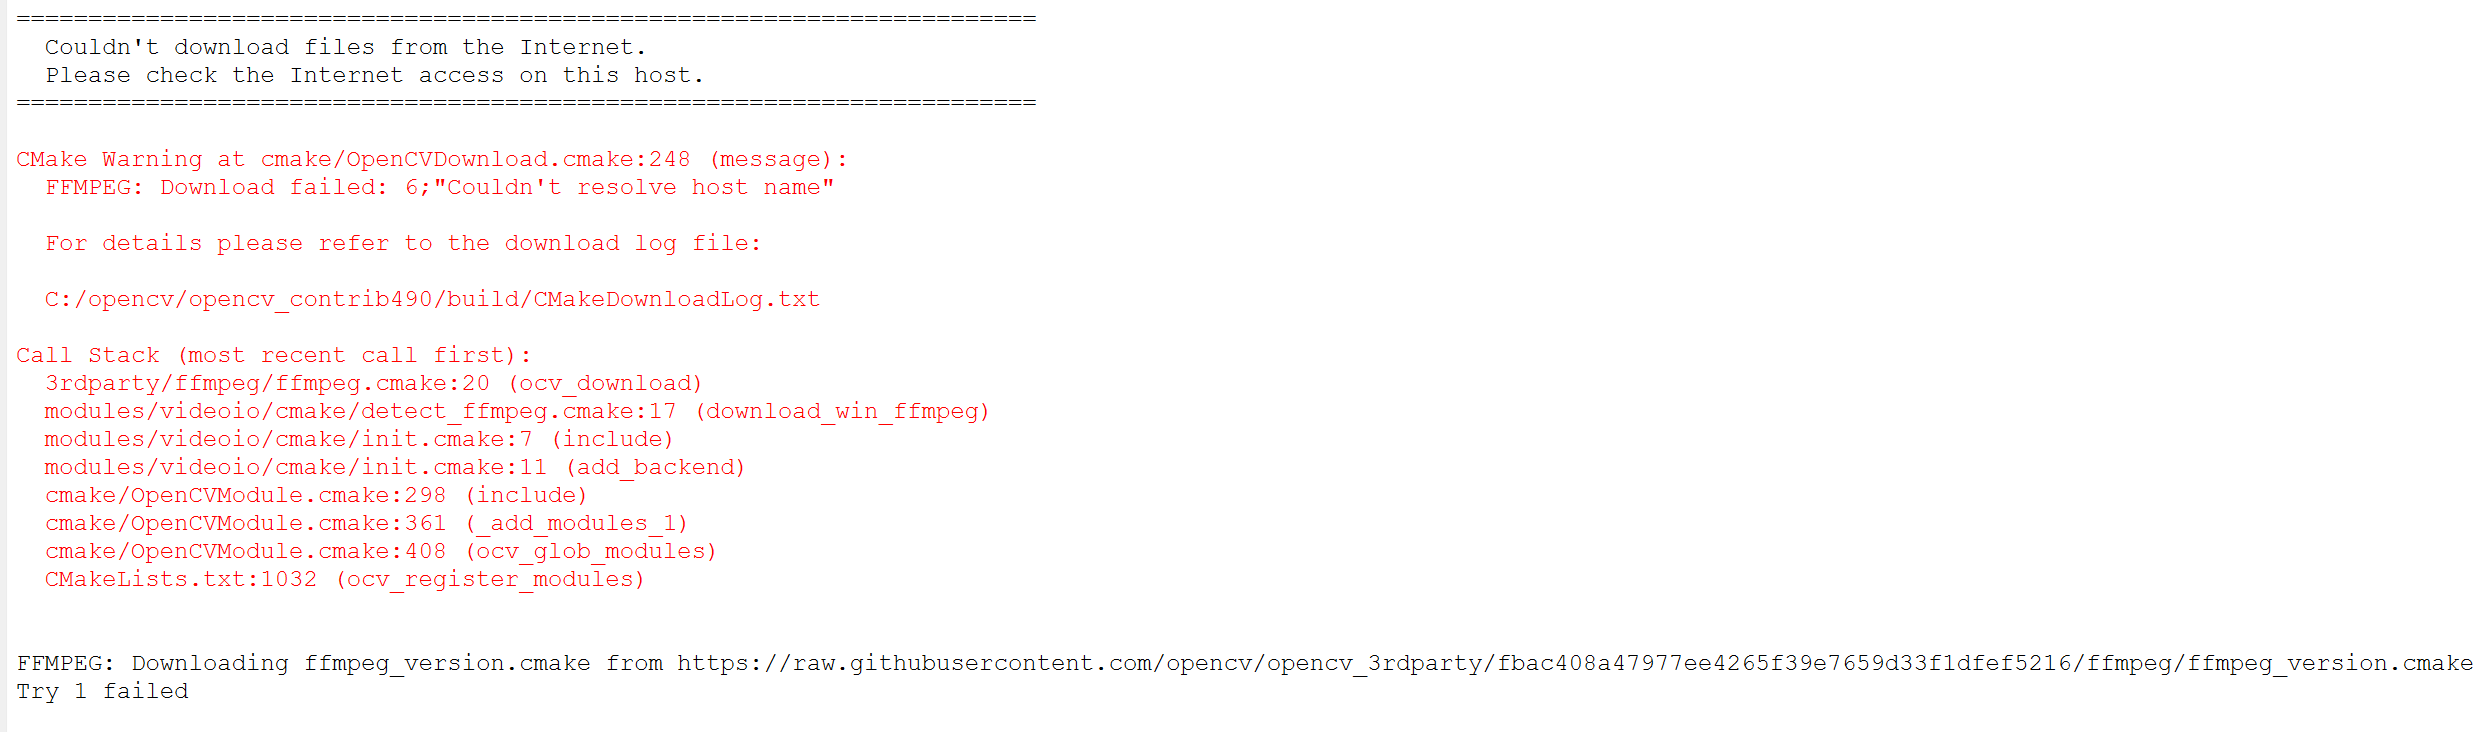 =======================================================================
  Couldn't download files from the Internet.
  Please check the Internet access on this host.
=======================================================================
CMake Warning at cmake/OpenCVDownload.cmake:248 (message):
  FFMPEG: Download failed: 6;"Couldn't resolve host name"
  For details please refer to the download log file:
  C:/opencv/opencv_contrib490/build/CMakeDownloadLog.txt
Call Stack (most recent call first):
  3rdparty/ffmpeg/ffmpeg.cmake:20 (ocv_download)
  modules/videoio/cmake/detect_ffmpeg.cmake:17 (download_win_ffmpeg)
  modules/videoio/cmake/init.cmake:7 (include)
  modules/videoio/cmake/init.cmake:11 (add_backend)
  cmake/OpenCVModule.cmake:298 (include)
  cmake/OpenCVModule.cmake:361 (_add_modules_1)
  cmake/OpenCVModule.cmake:408 (ocv_glob_modules)
  CMakeLists.txt:1032 (ocv_register_modules)
FFMPEG: Downloading ffmpeg_version.cmake from https://raw.githubusercontent.com/opencv/opencv_3rdparty/fbac408a47977ee4265f39e7659d33f1dfef5216/ffmpeg/ffmpeg_version.cmake
Try 1 failed